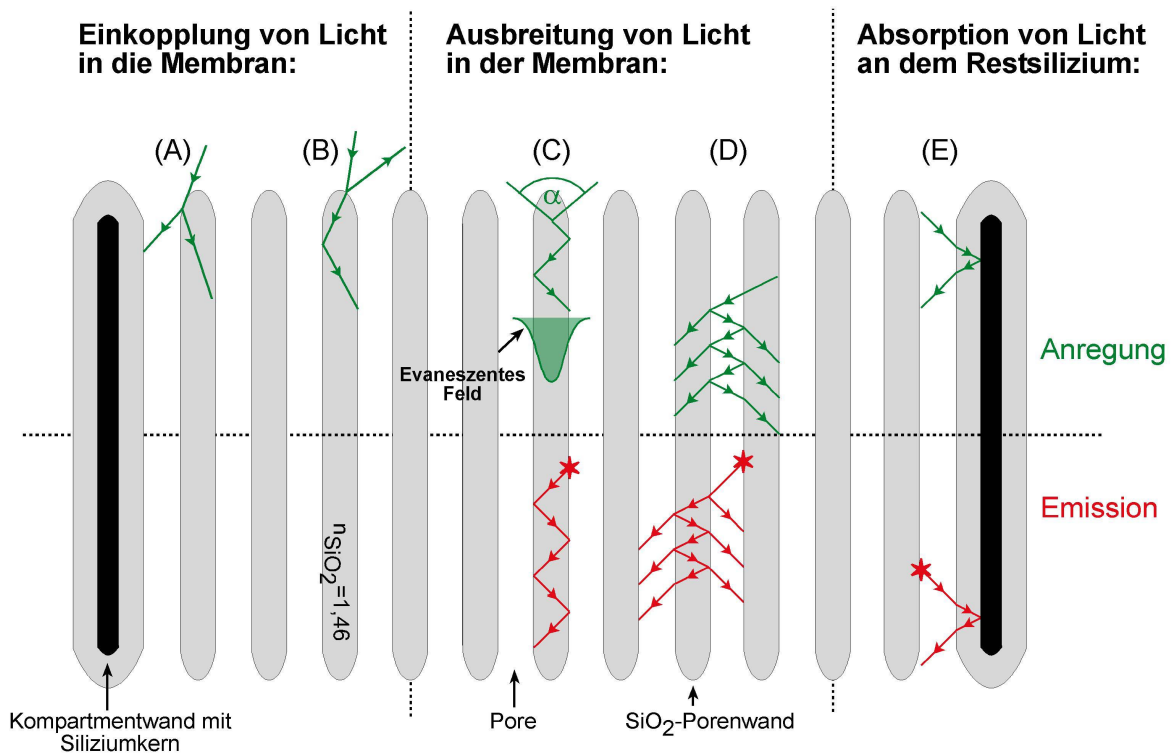 Einkopplung von Licht
in die Membran:
Ausbreitung von Licht
in der Membran:
Absorption von Licht
an dem Restsilizium:
(A)
(B)
(C)
(D)
(E)
α
Evaneszentes
Feld
Anregung
Emission
nSiO2=1,46
Kompartmentwand mit
Siliziumkern
Pore
SiO2-Porenwand